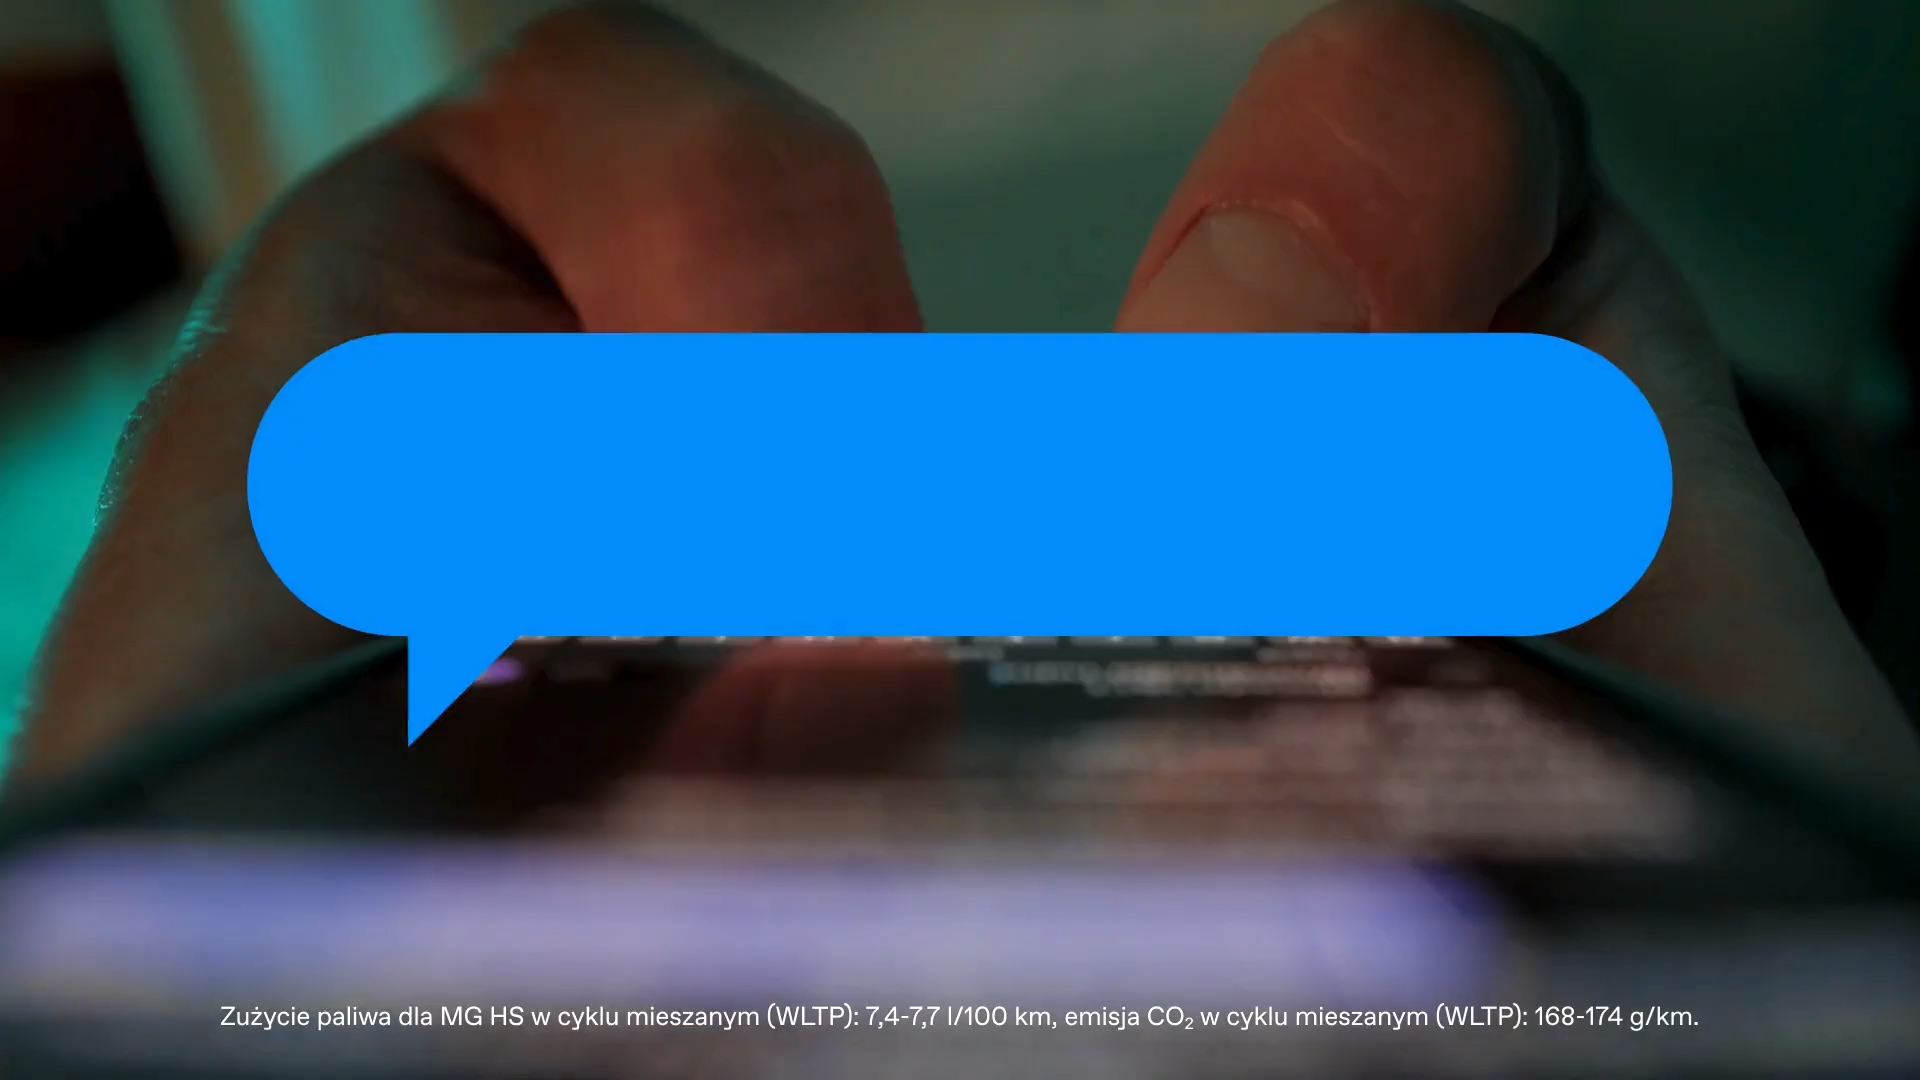 Zużycie paliwa dla MG HS w cyklu mieszanym (WLTP): 7,4-7,7 l/100 km, emisja CO₂ w cyklu mieszanym (WLTP): 168-174 g/km.